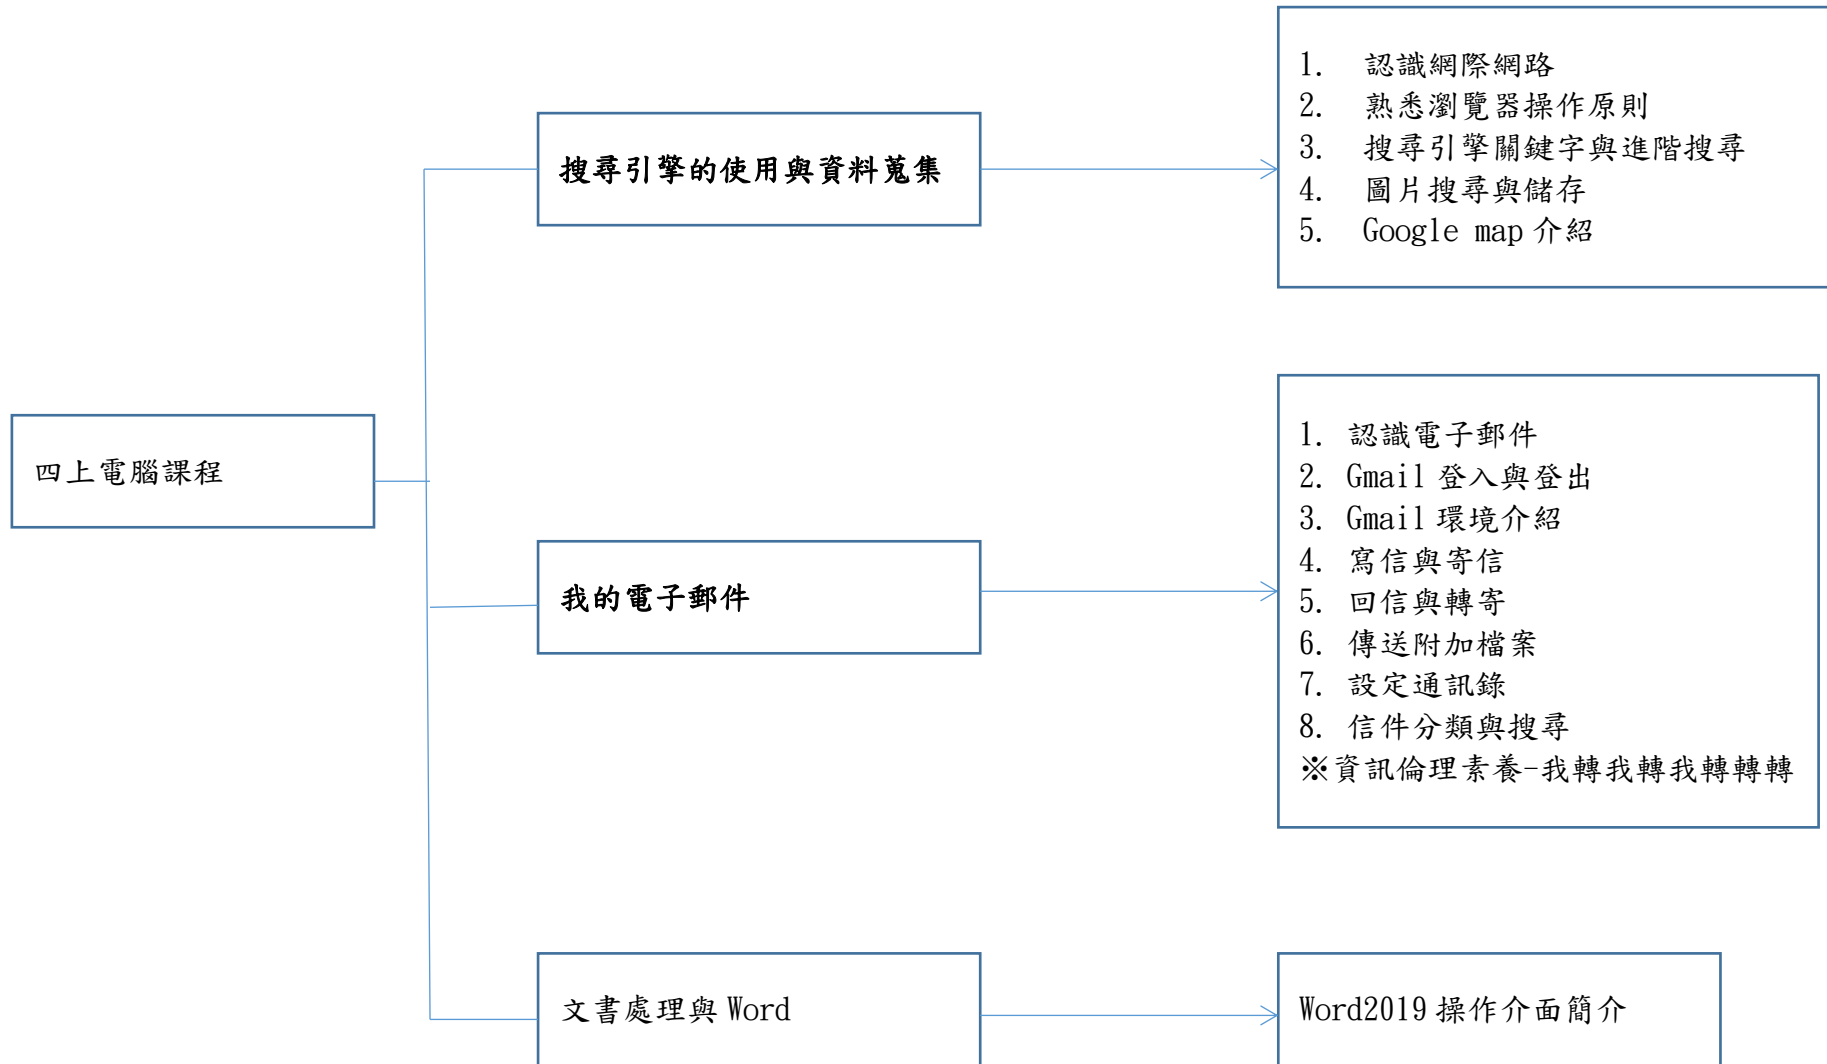 四上電腦課程
搜尋引擎的使用與資料蒐集
1. 認識網際網路
2. 熟悉瀏覽器操作原則
3. 搜尋引擎關鍵字與進階搜尋
4. 圖片搜尋與儲存
5. Google map 介紹
我的電子郵件
1. 認識電子郵件
2. Gmail 登入與登出
3. Gmail 環境介紹
4. 寫信與寄信
5. 回信與轉寄
6. 傳送附加檔案
7. 設定通訊錄
8. 信件分類與搜尋
※資訊倫理素養-我轉我轉我轉轉轉
文書處理與 Word
Word2019 操作介面簡介